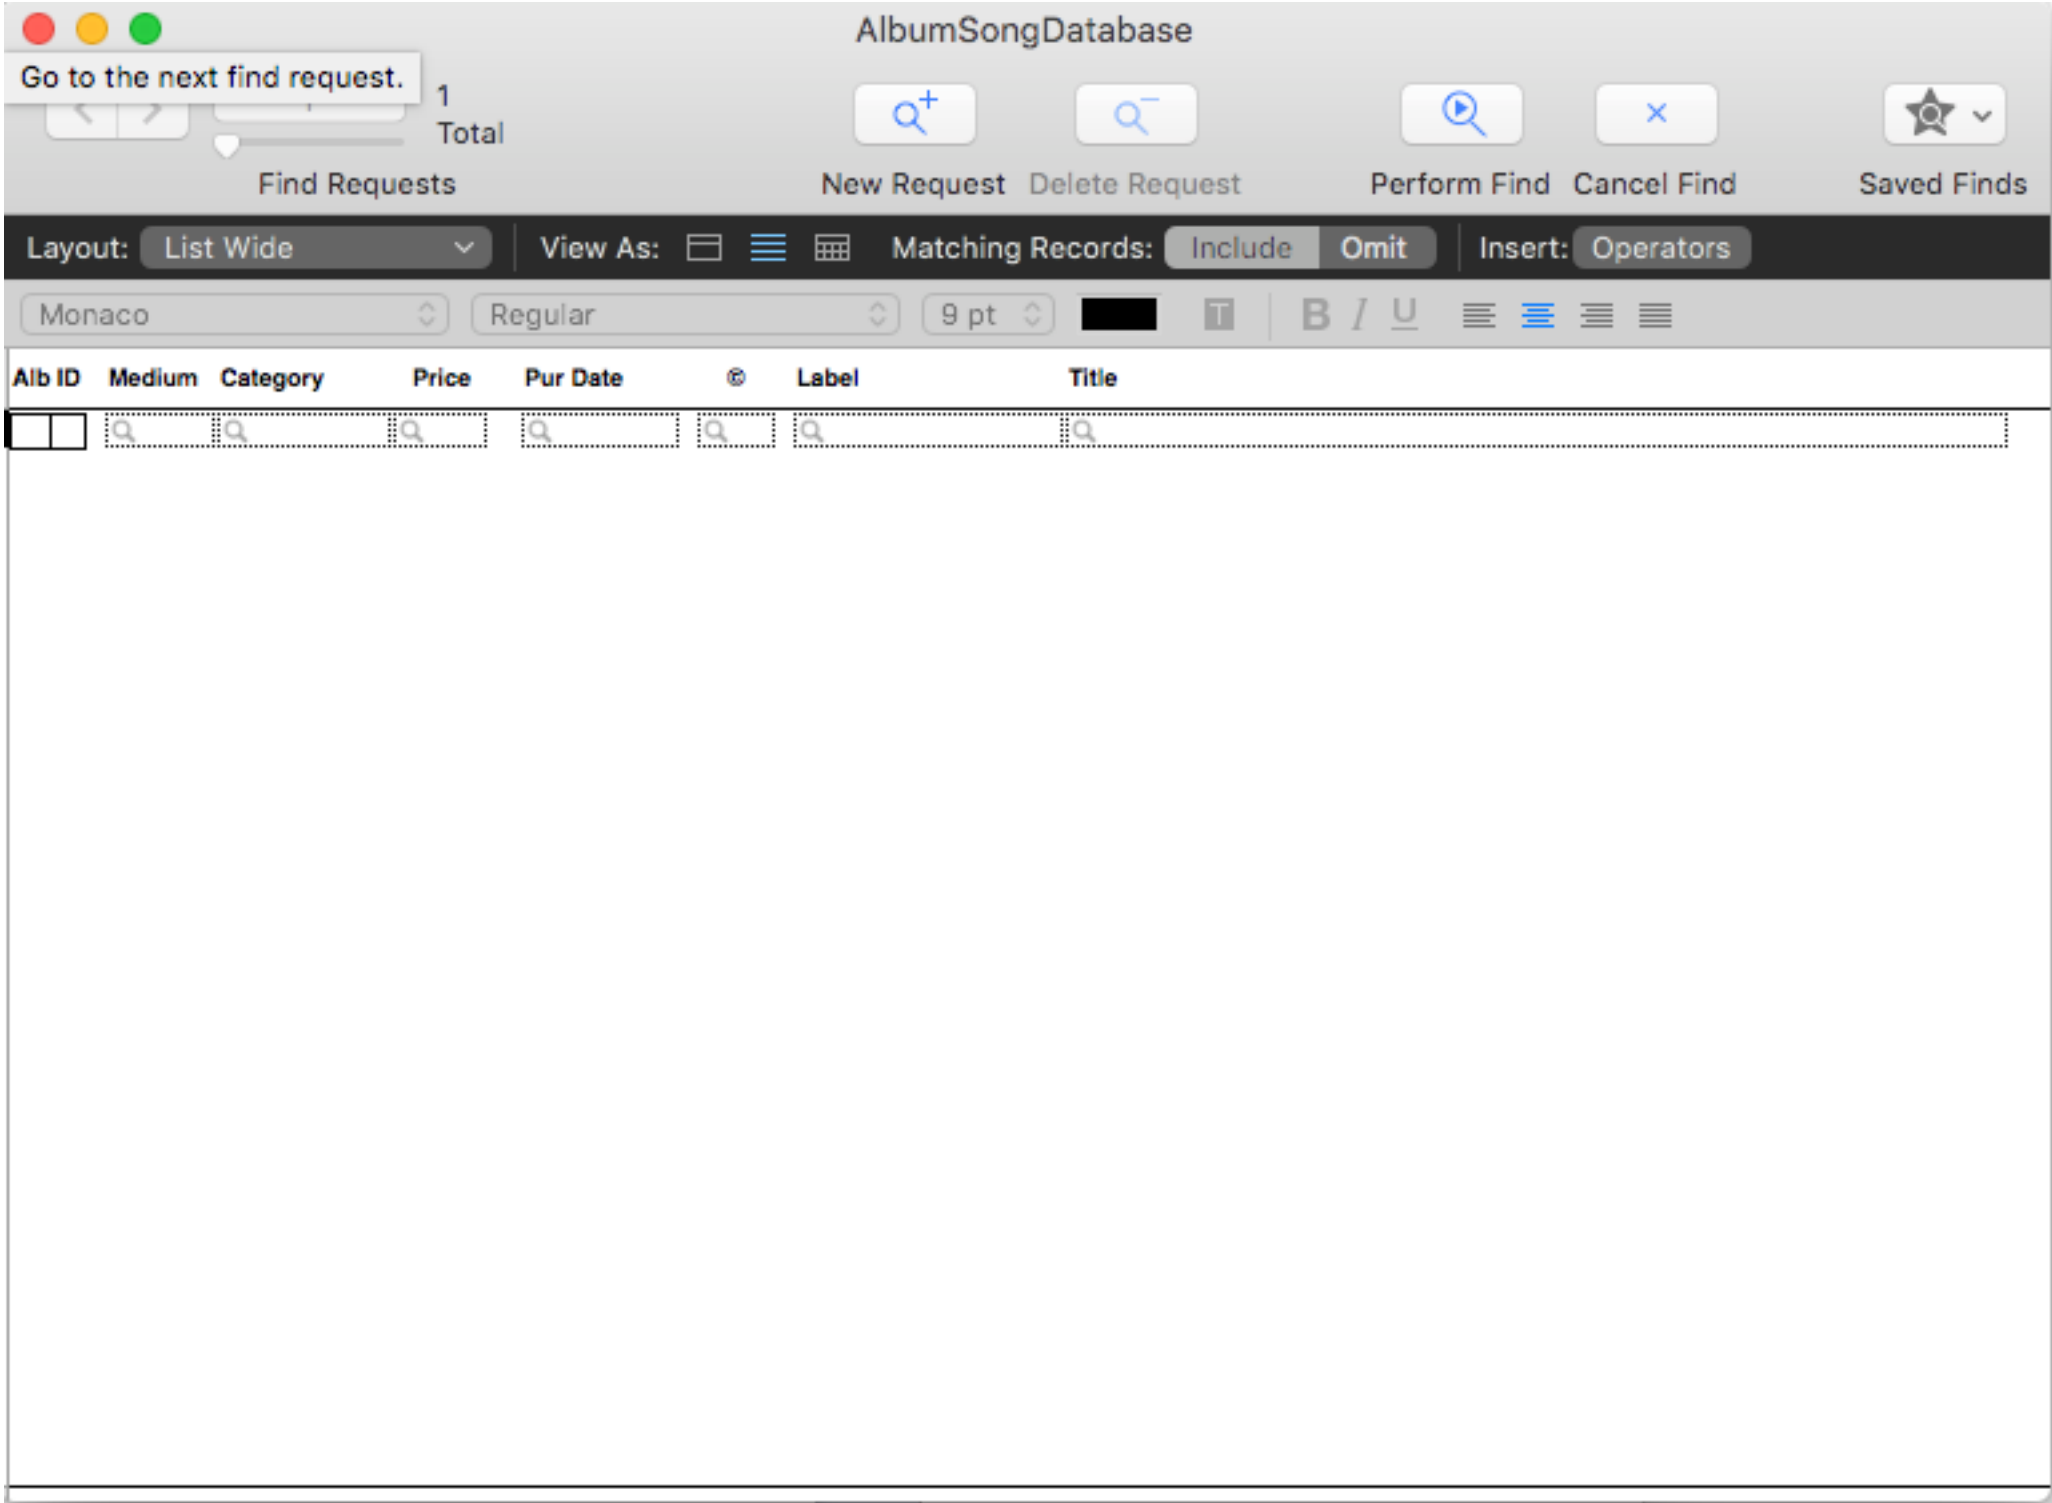 AlbumSongDatabase
Go to the next find request.
1
Total
Find Requests
New Request
Delete Request
Perform Find
Cancel Find
Saved Finds
Layout: List Wide
View As:
Matching Records: Include Omit
Insert: Operators
Monaco
Regular
9 pt
T
B I U
Alb ID Medium Category Price Pur Date © Label Title